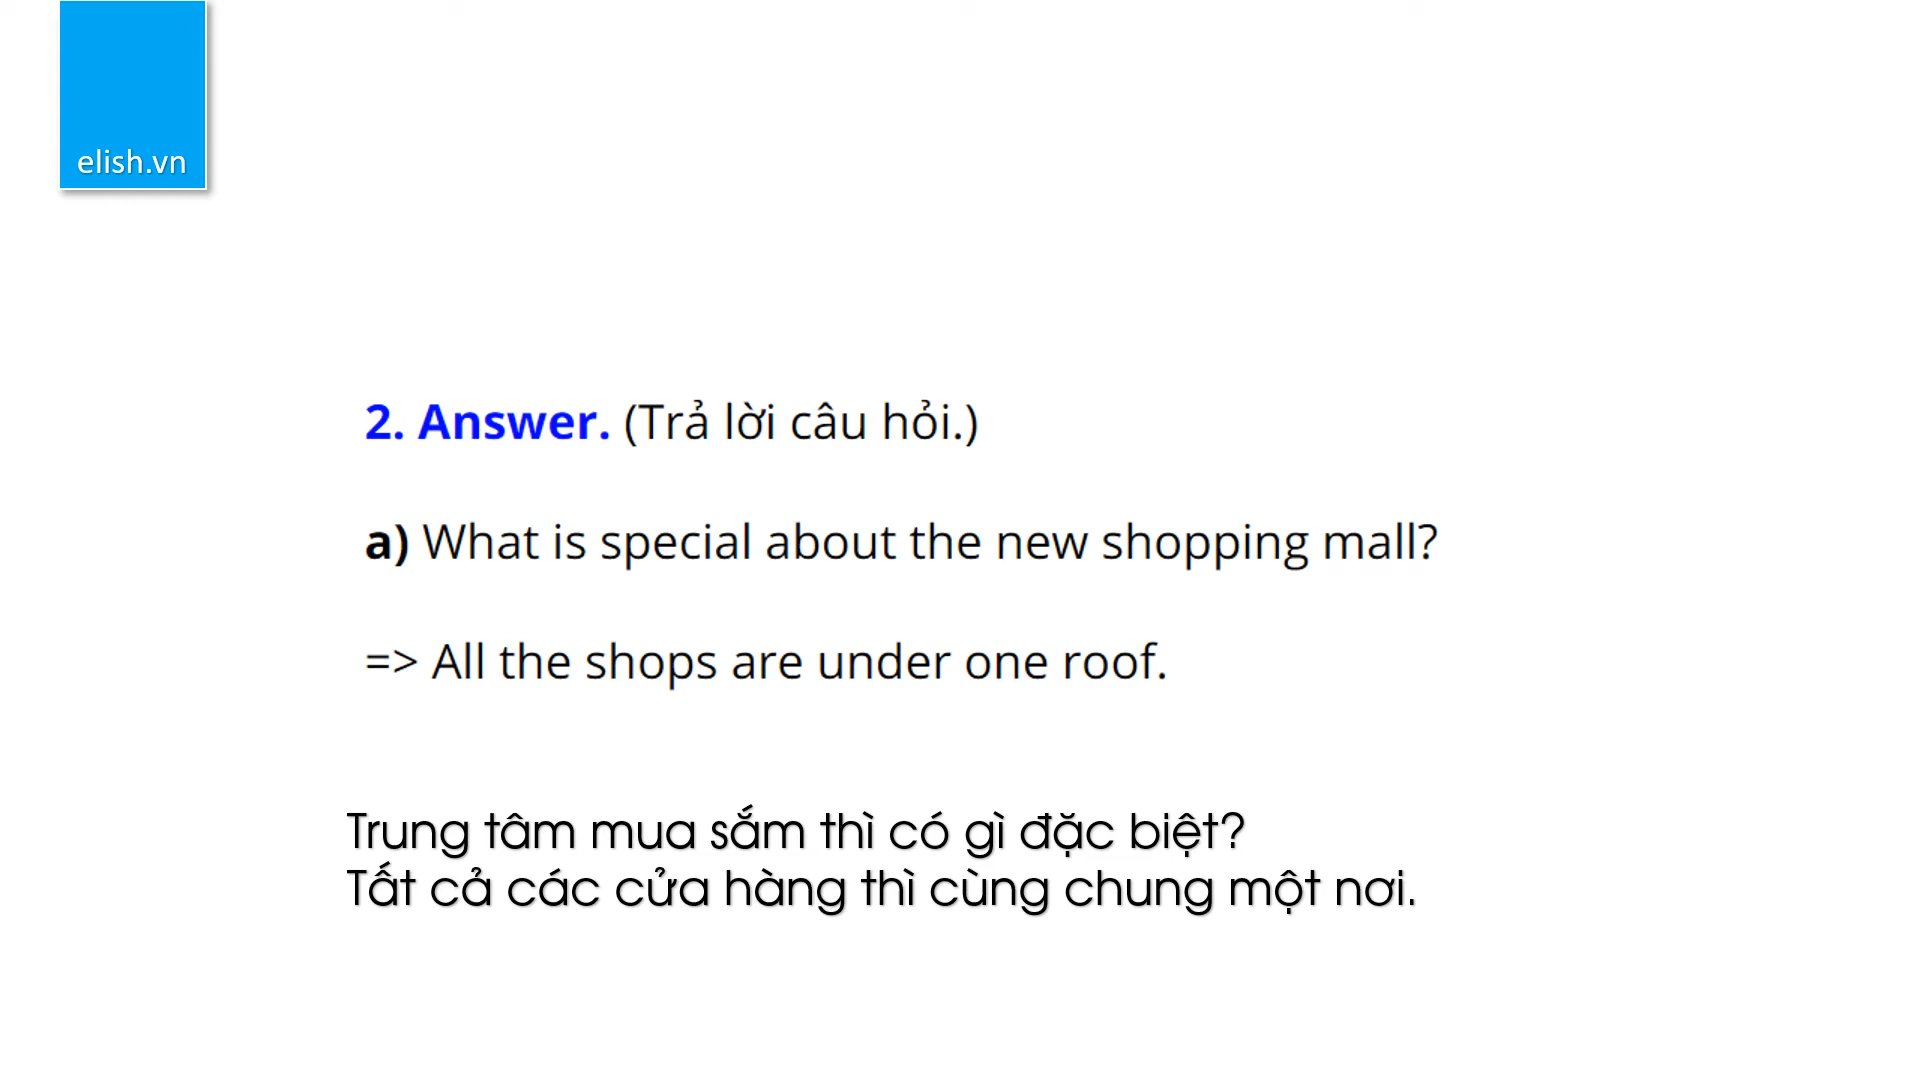 elish.vn
2. Answer. (Trả lời câu hỏi.)
a) What is special about the new shopping mall?
=> All the shops are under one roof.
Trung tâm mua sắm thì có gì đặc biệt?
Tất cả các cửa hàng thì cùng chung một nơi.